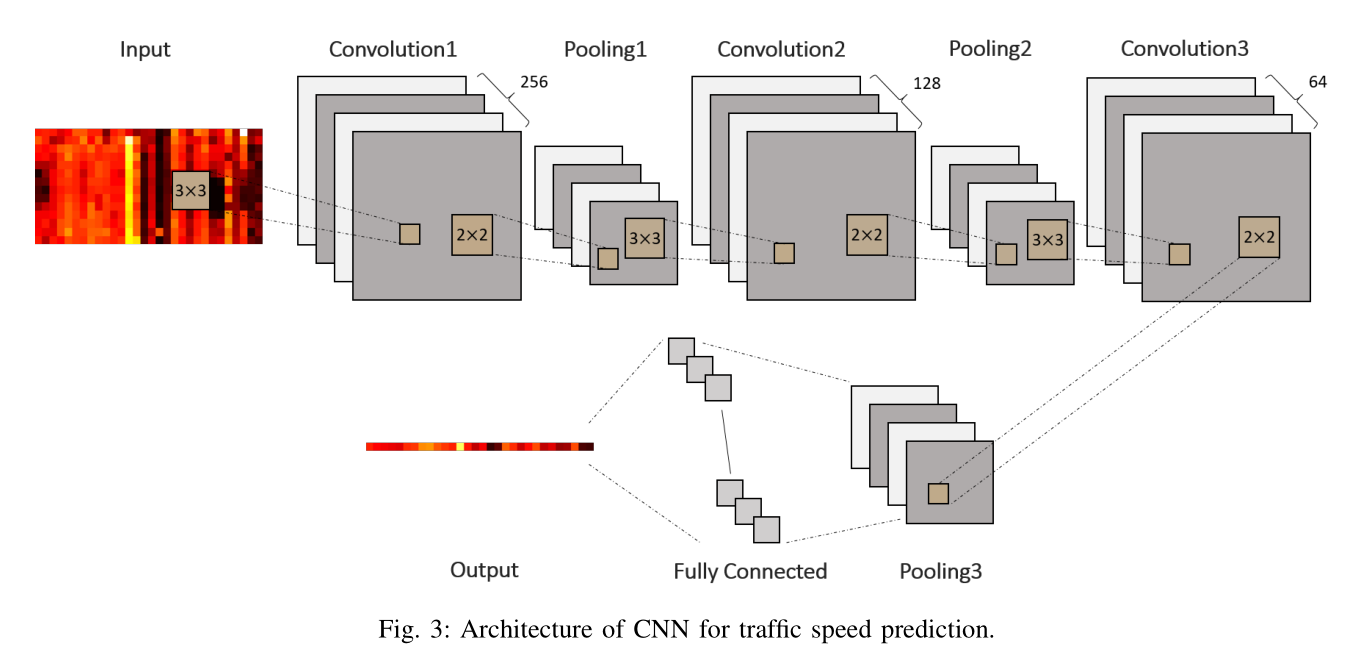 Input
Convolution1
Pooling1
Convolution2
Pooling2
Convolution3
256
128
64
3×3
2×2
3×3
2×2
3×3
2×2
Output
Fully Connected
Pooling3
Fig. 3: Architecture of CNN for traffic speed prediction.